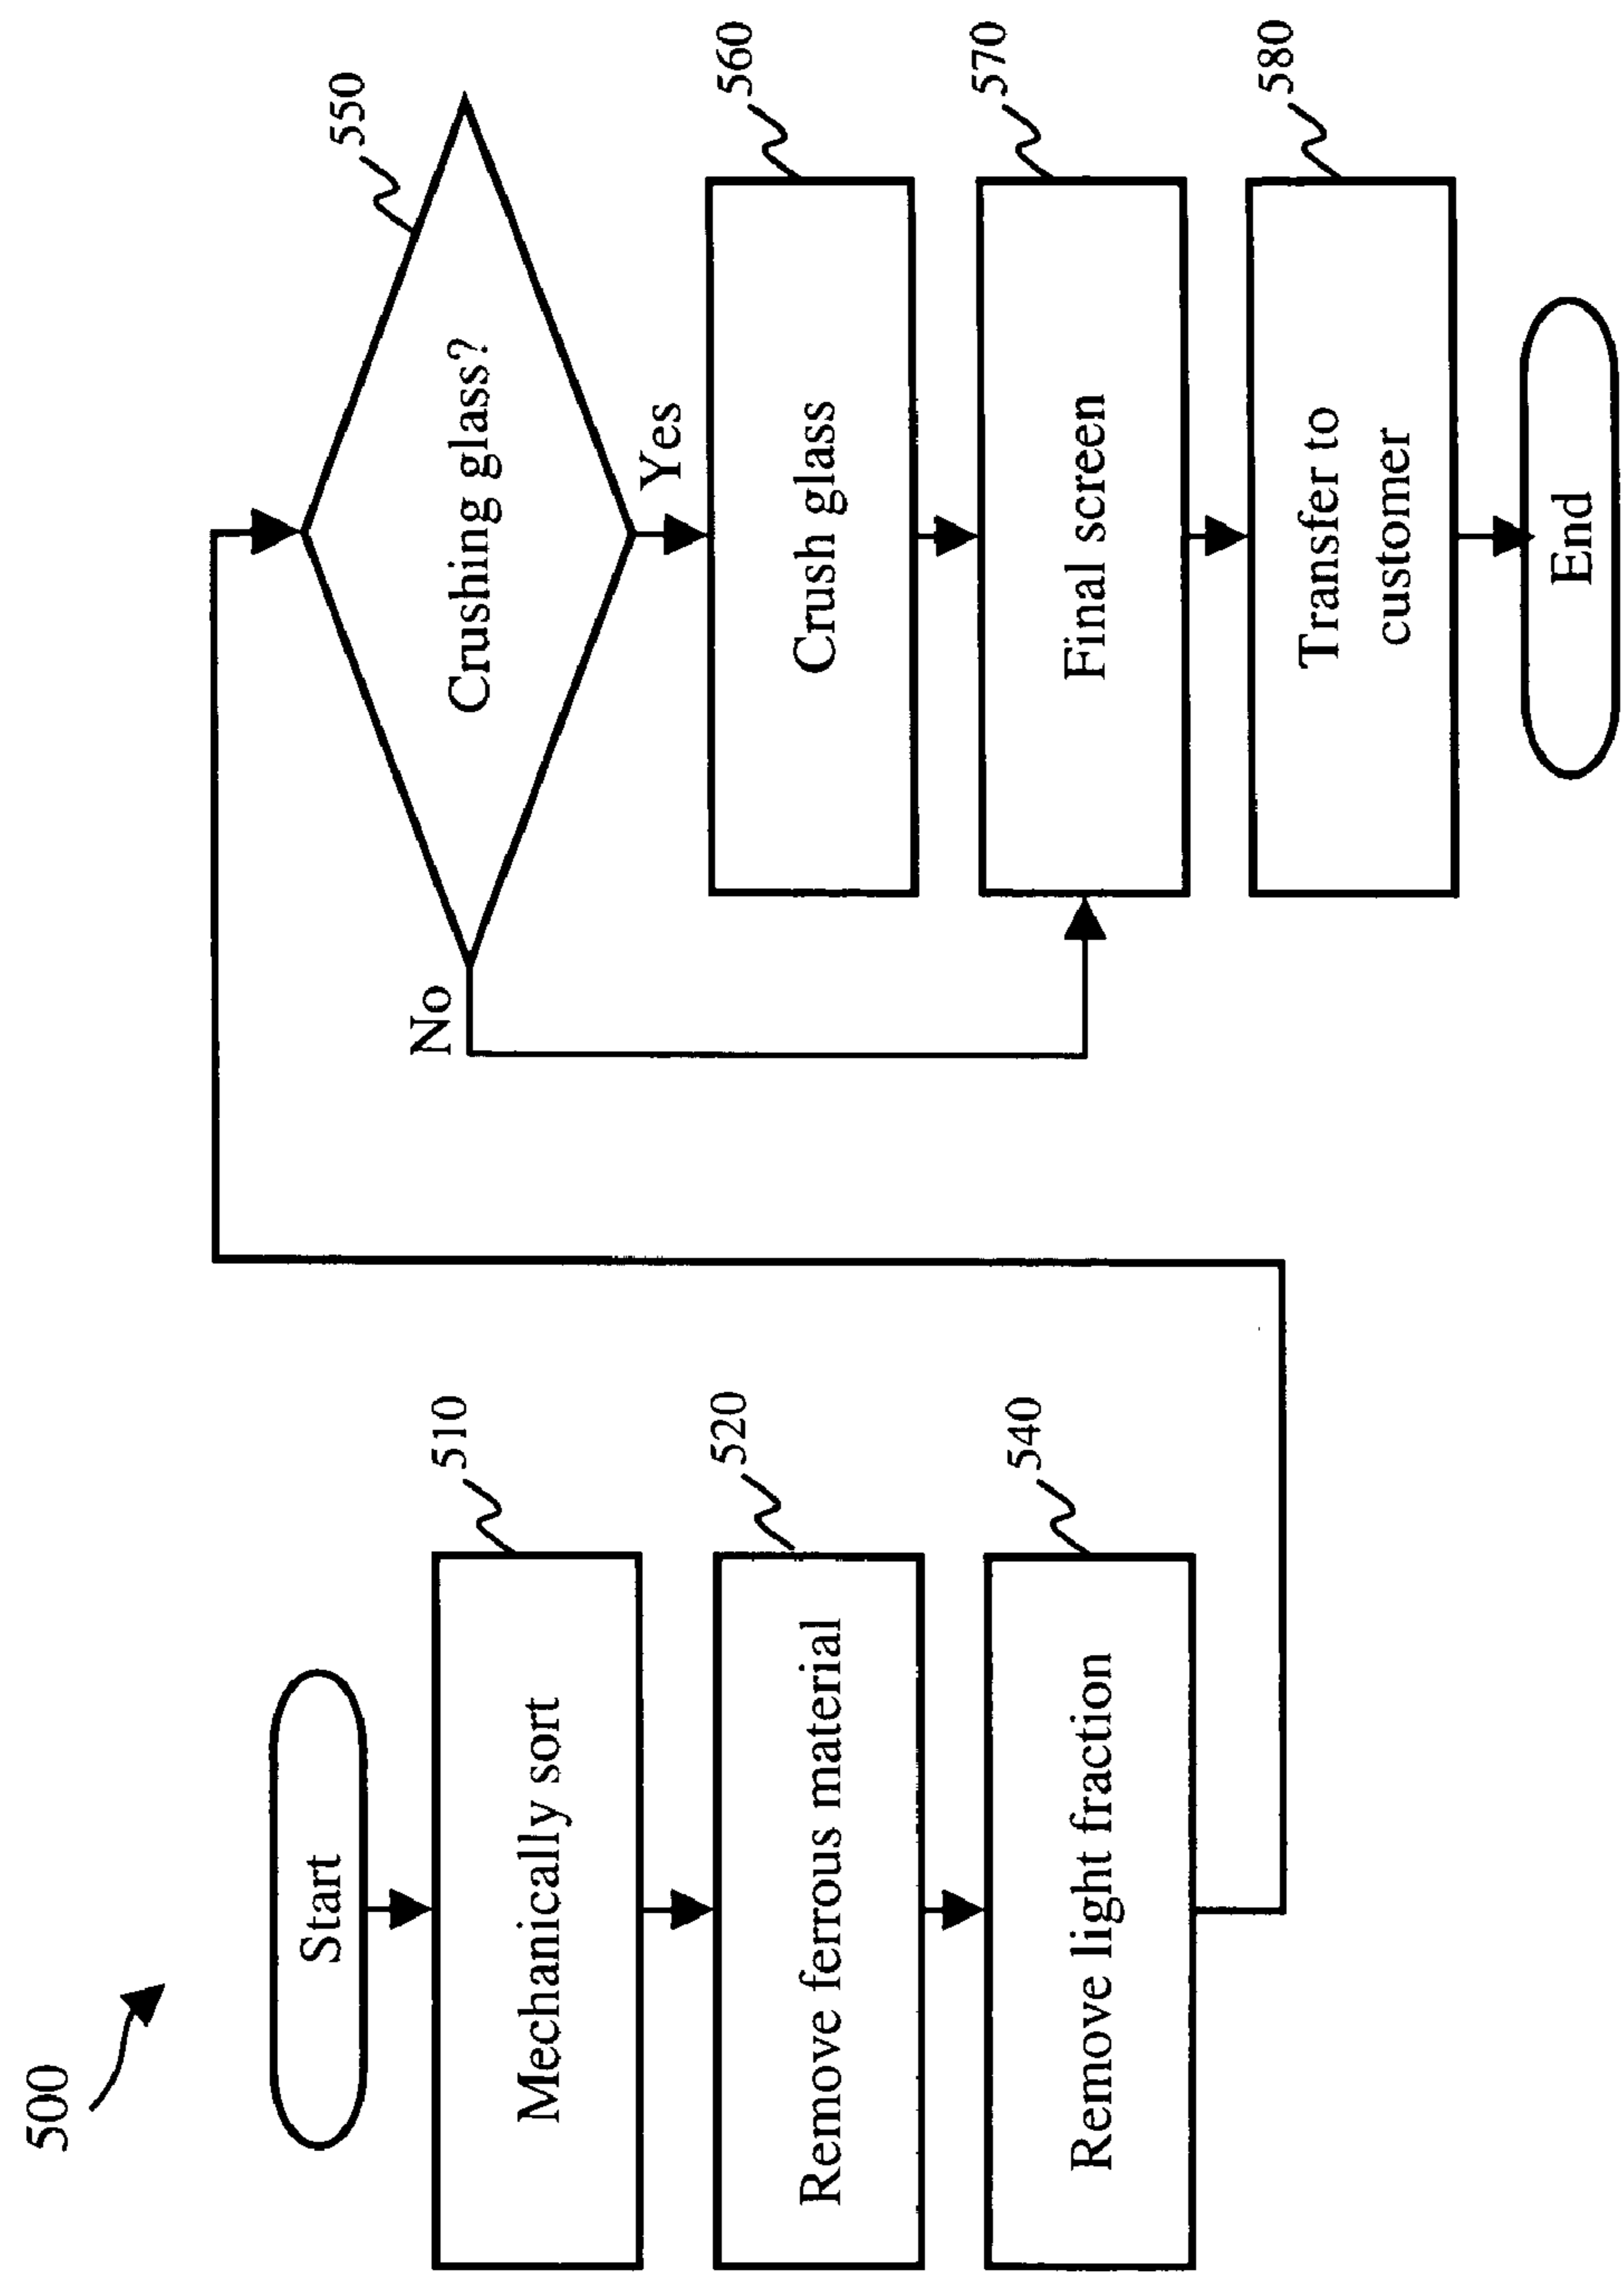 500
Start
Mechanically sort
510
Remove ferrous material
520
Remove light fraction
540
Crushing glass?
550
No
Yes
Crush glass
560
Final screen
570
Transfer to
customer
580
End